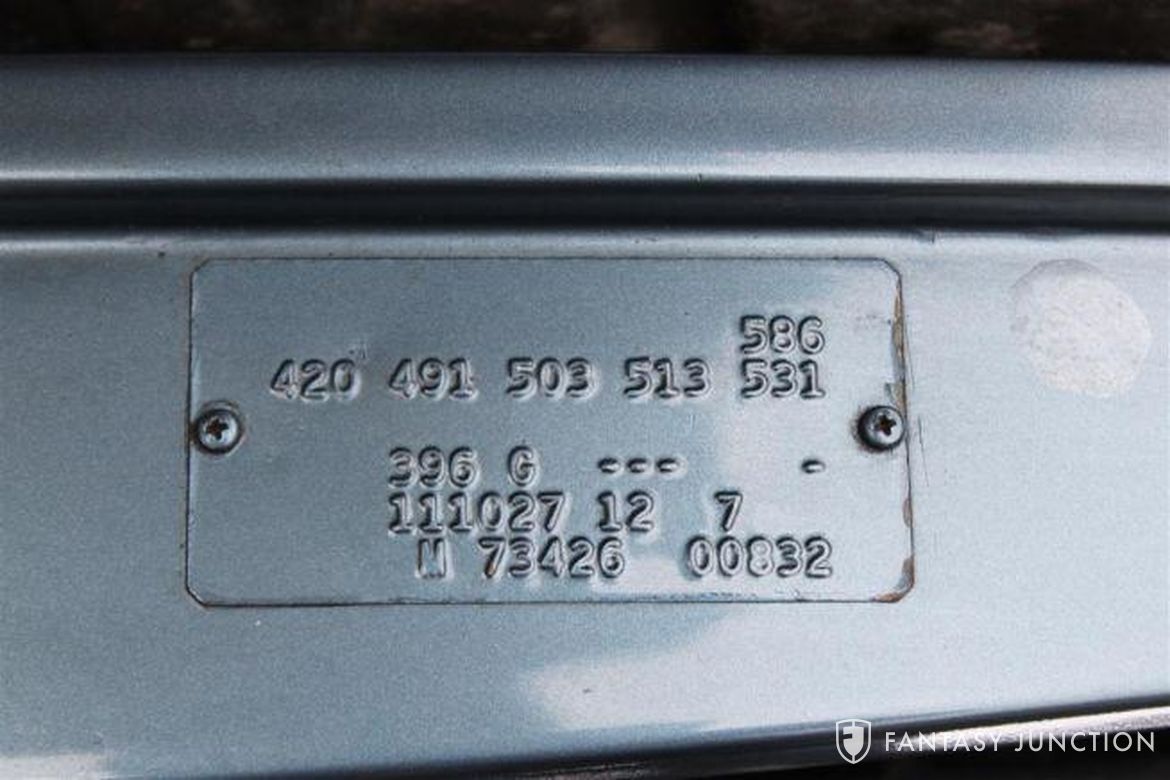 586
420 491 503 513 531
396 G --- -
111027 12 7
M 73426 00832
FANTASY JUNCTION